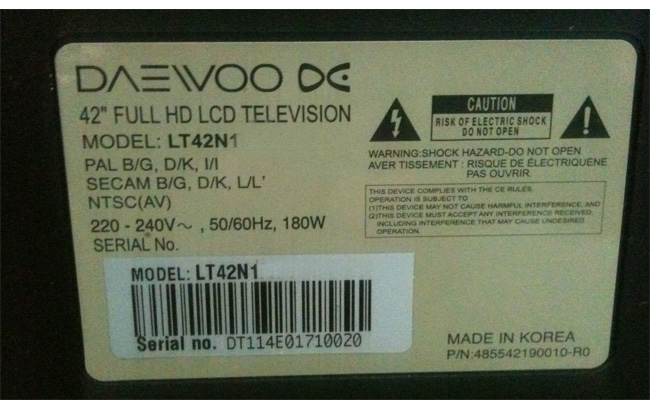 DAEWOO
42" FULL HD LCD TELEVISION
MODEL: LT42N1
PAL B/G, D/K, I/I
SECAM B/G, D/K, L/L'
NTSC(AV)
220 - 240V～ , 50/60Hz, 180W
SERIAL No.
CAUTION
RISK OF ELECTRIC SHOCK
DO NOT OPEN
WARNING:SHOCK HAZARD-DO NOT OPEN
AVER TISSEMENT : RISQUE DE ÉLECTRIQUENE
PAS OUVRIR.
THIS DEVICE COMPLIES WITH THE CE RULES.
OPERATION IS SUBJECT TO
(1)THIS DEVICE MAY NOT CAUSE HARMFUL INTERFERENCE, AND
(2)THIS DEVICE MUST ACCEPT ANY INTERFERENCE RECEIVED,
INCLUDING INTERFERENCE THAT MAY CAUSE UNDESIRED
OPERATION.
MODEL: LT42N1
Serial no. DT114E01710020
MADE IN KOREA
P/N:485542190010-R0